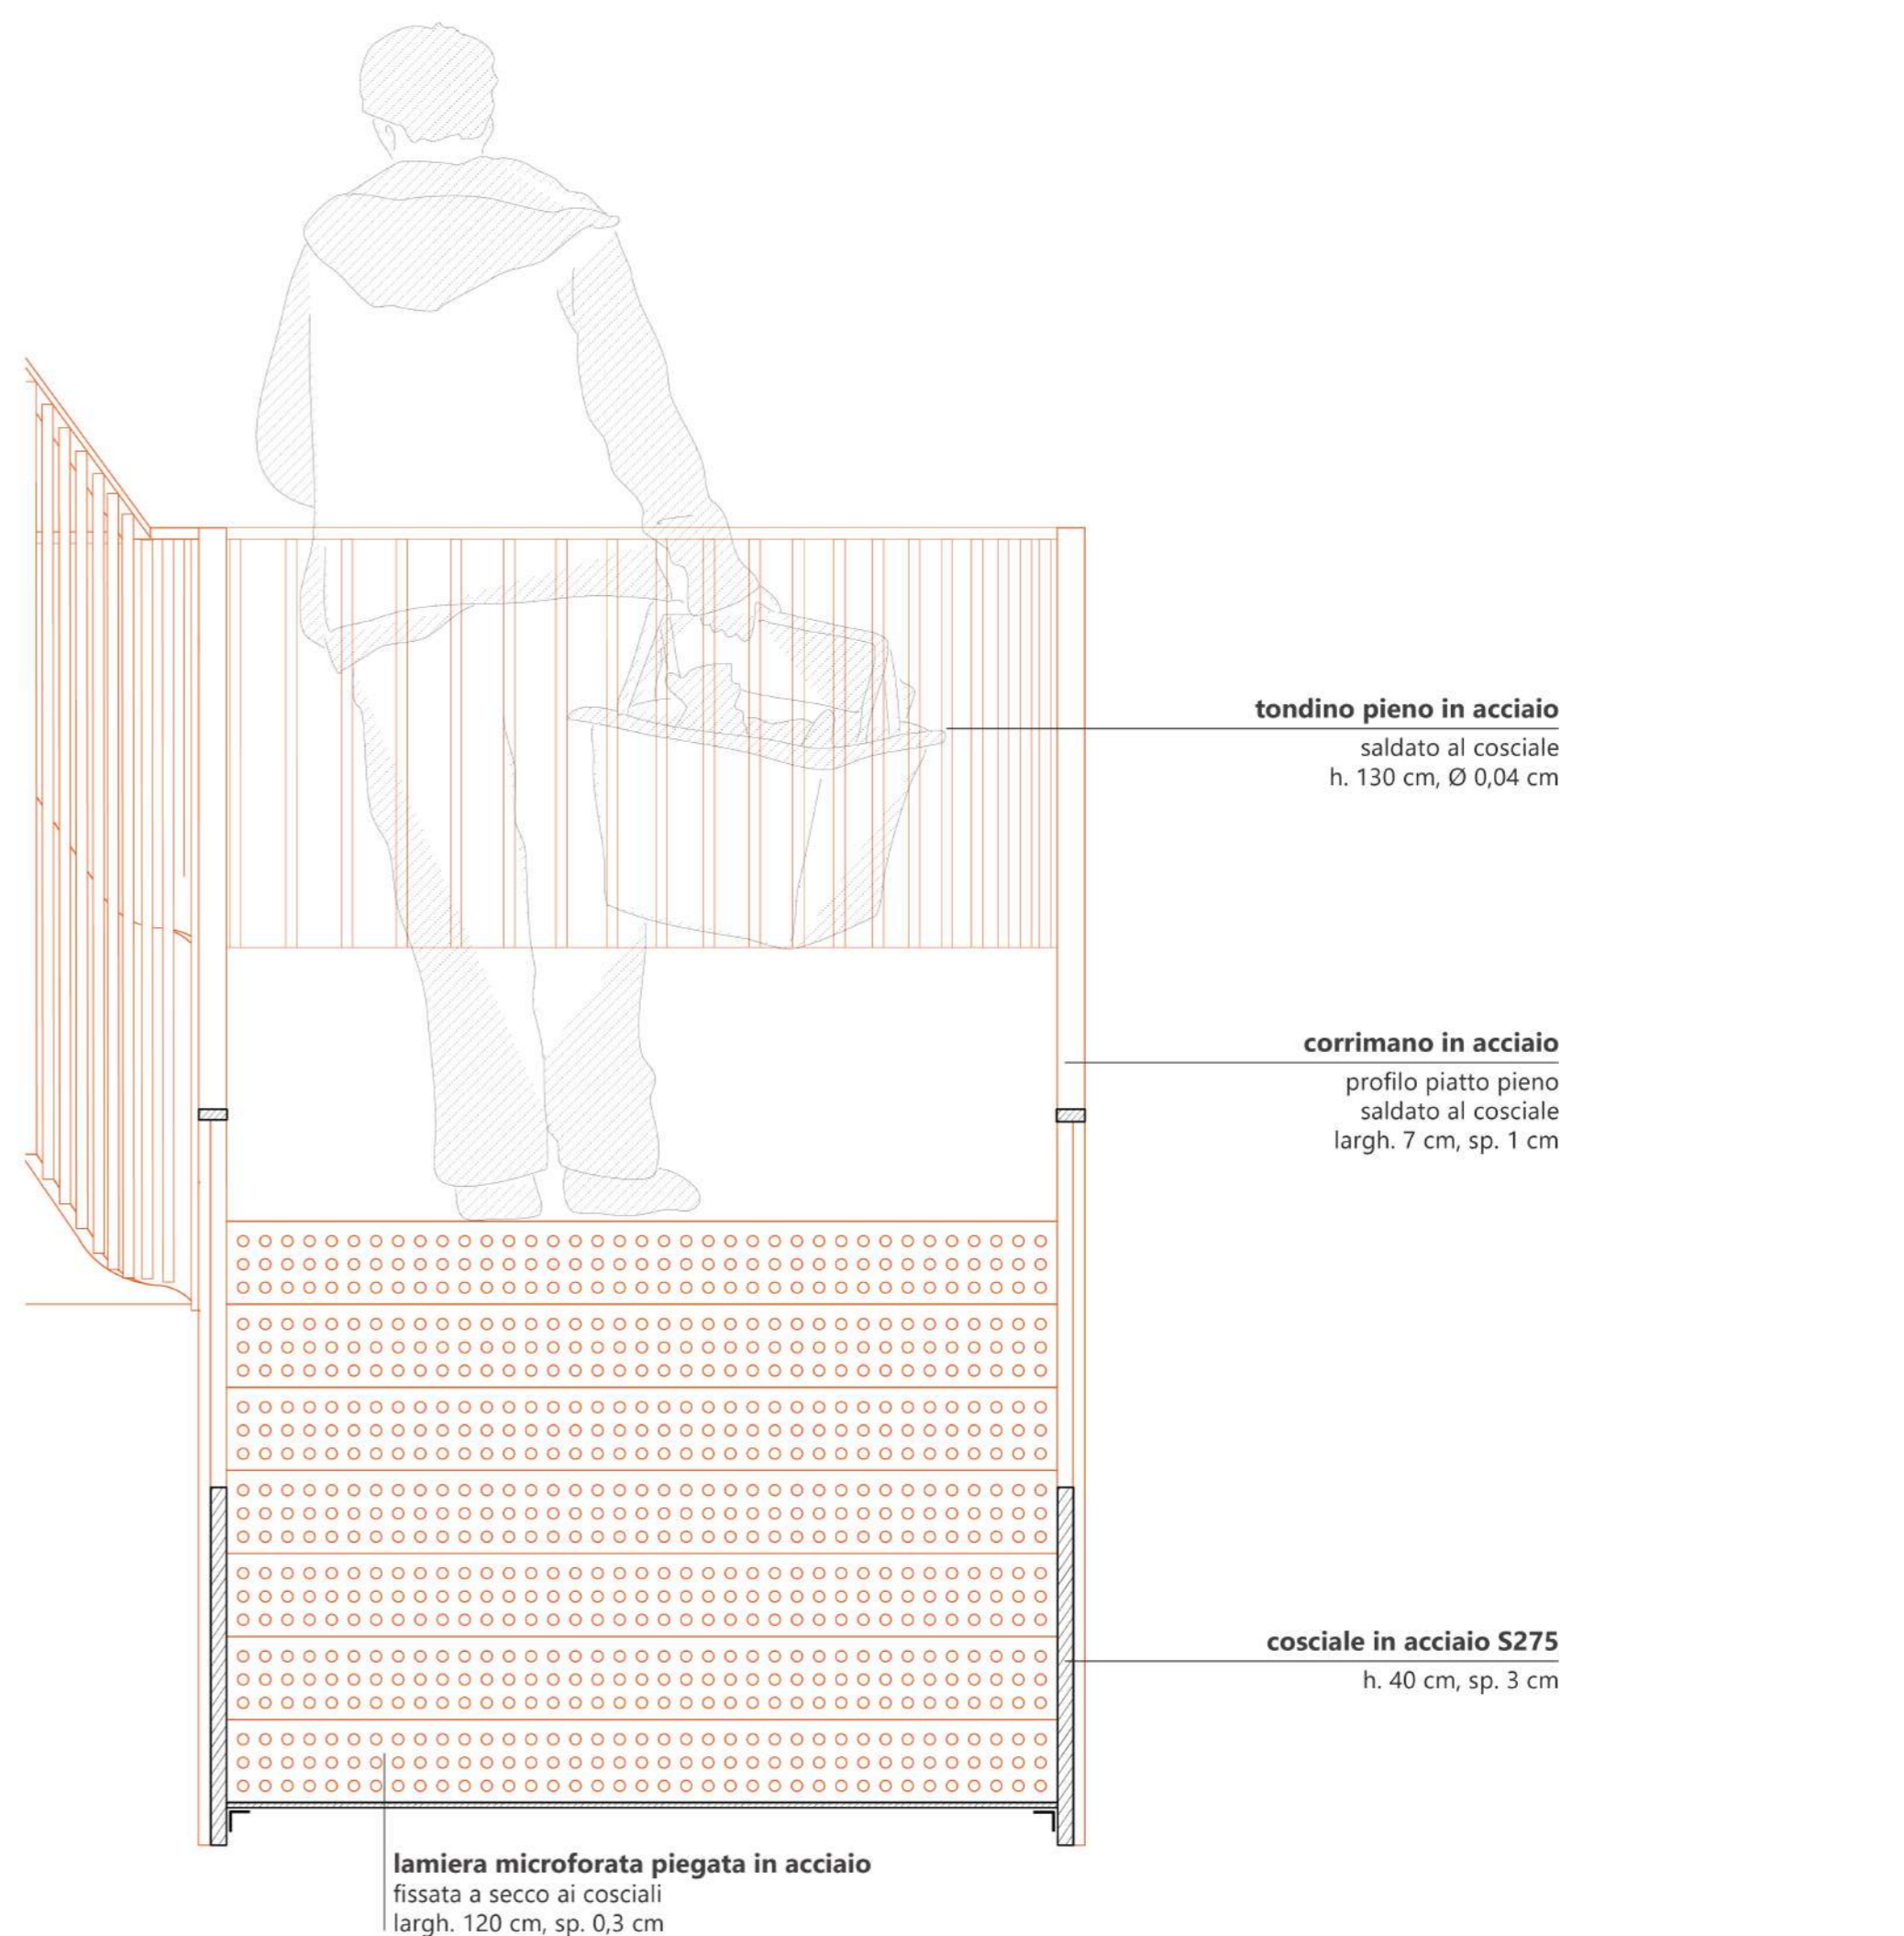 tondino pieno in acciaio
saldato al cosciale
h. 130 cm, Ø 0,04 cm
corrimano in acciaio
profilo piatto pieno
saldato al cosciale
largh. 7 cm, sp. 1 cm
cosciale in acciaio S275
h. 40 cm, sp. 3 cm
lamiera microforata piegata in acciaio
fissata a secco ai cosciali
largh. 120 cm, sp. 0,3 cm